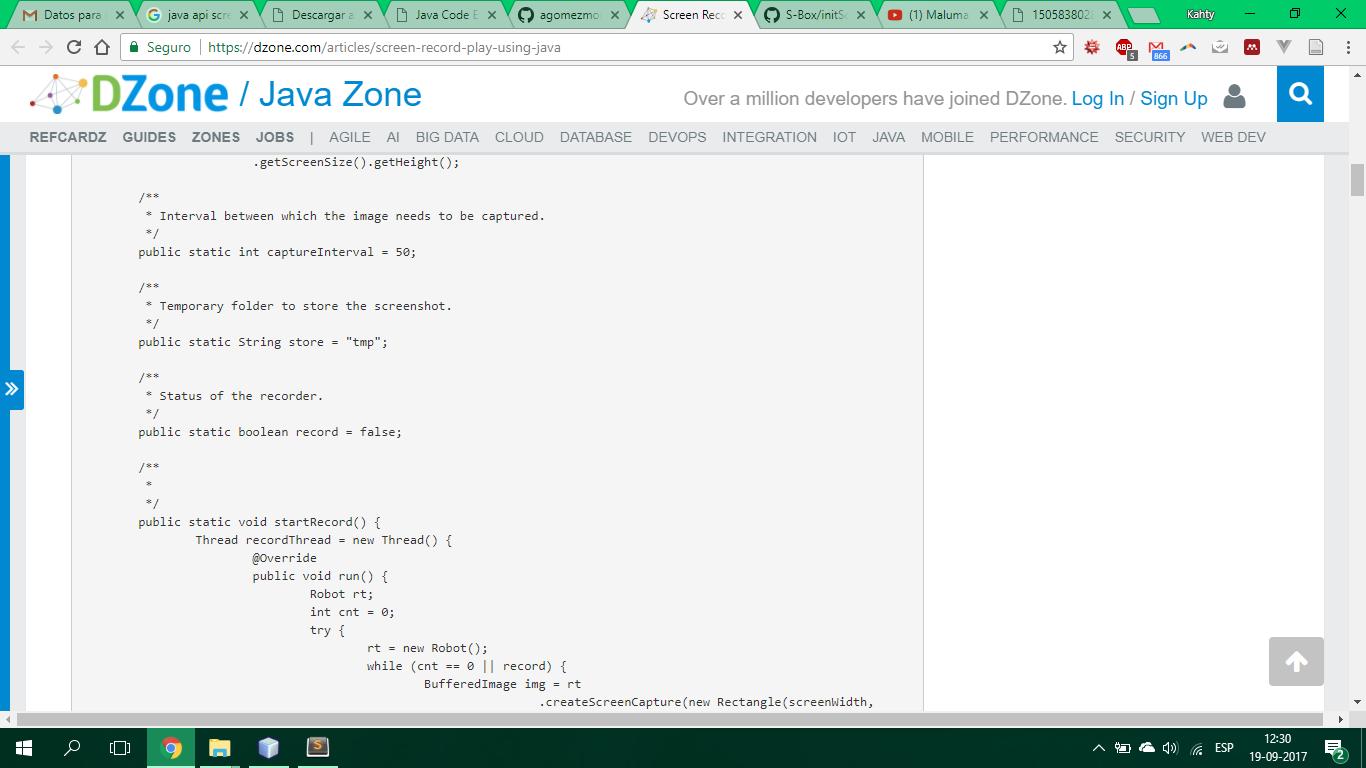 Datos para
java api scre
Descargar a
Java Code E
agomezmo
Screen Reco
S-Box/initSc
(1) Maluma
1505838028
Kahty
Seguro | https://dzone.com/articles/screen-record-play-using-java
ABP 5 866
DZone / Java Zone
Over a million developers have joined DZone. Log In / Sign Up
REFCARDZ GUIDES ZONES JOBS | AGILE AI BIG DATA CLOUD DATABASE DEVOPS INTEGRATION IOT JAVA MOBILE PERFORMANCE SECURITY WEB DEV
.getScreenSize().getHeight();
/**
* Interval between which the image needs to be captured.
*/
public static int captureInterval = 50;
/**
* Temporary folder to store the screenshot.
*/
public static String store = "tmp";
/**
* Status of the recorder.
*/
public static boolean record = false;
/**
*
*/
public static void startRecord() {
Thread recordThread = new Thread() {
@Override
public void run() {
Robot rt;
int cnt = 0;
try {
rt = new Robot();
while (cnt == 0 || record) {
BufferedImage img = rt
.createScreenCapture(new Rectangle(screenWidth,
ESP
12:30
19-09-2017
2